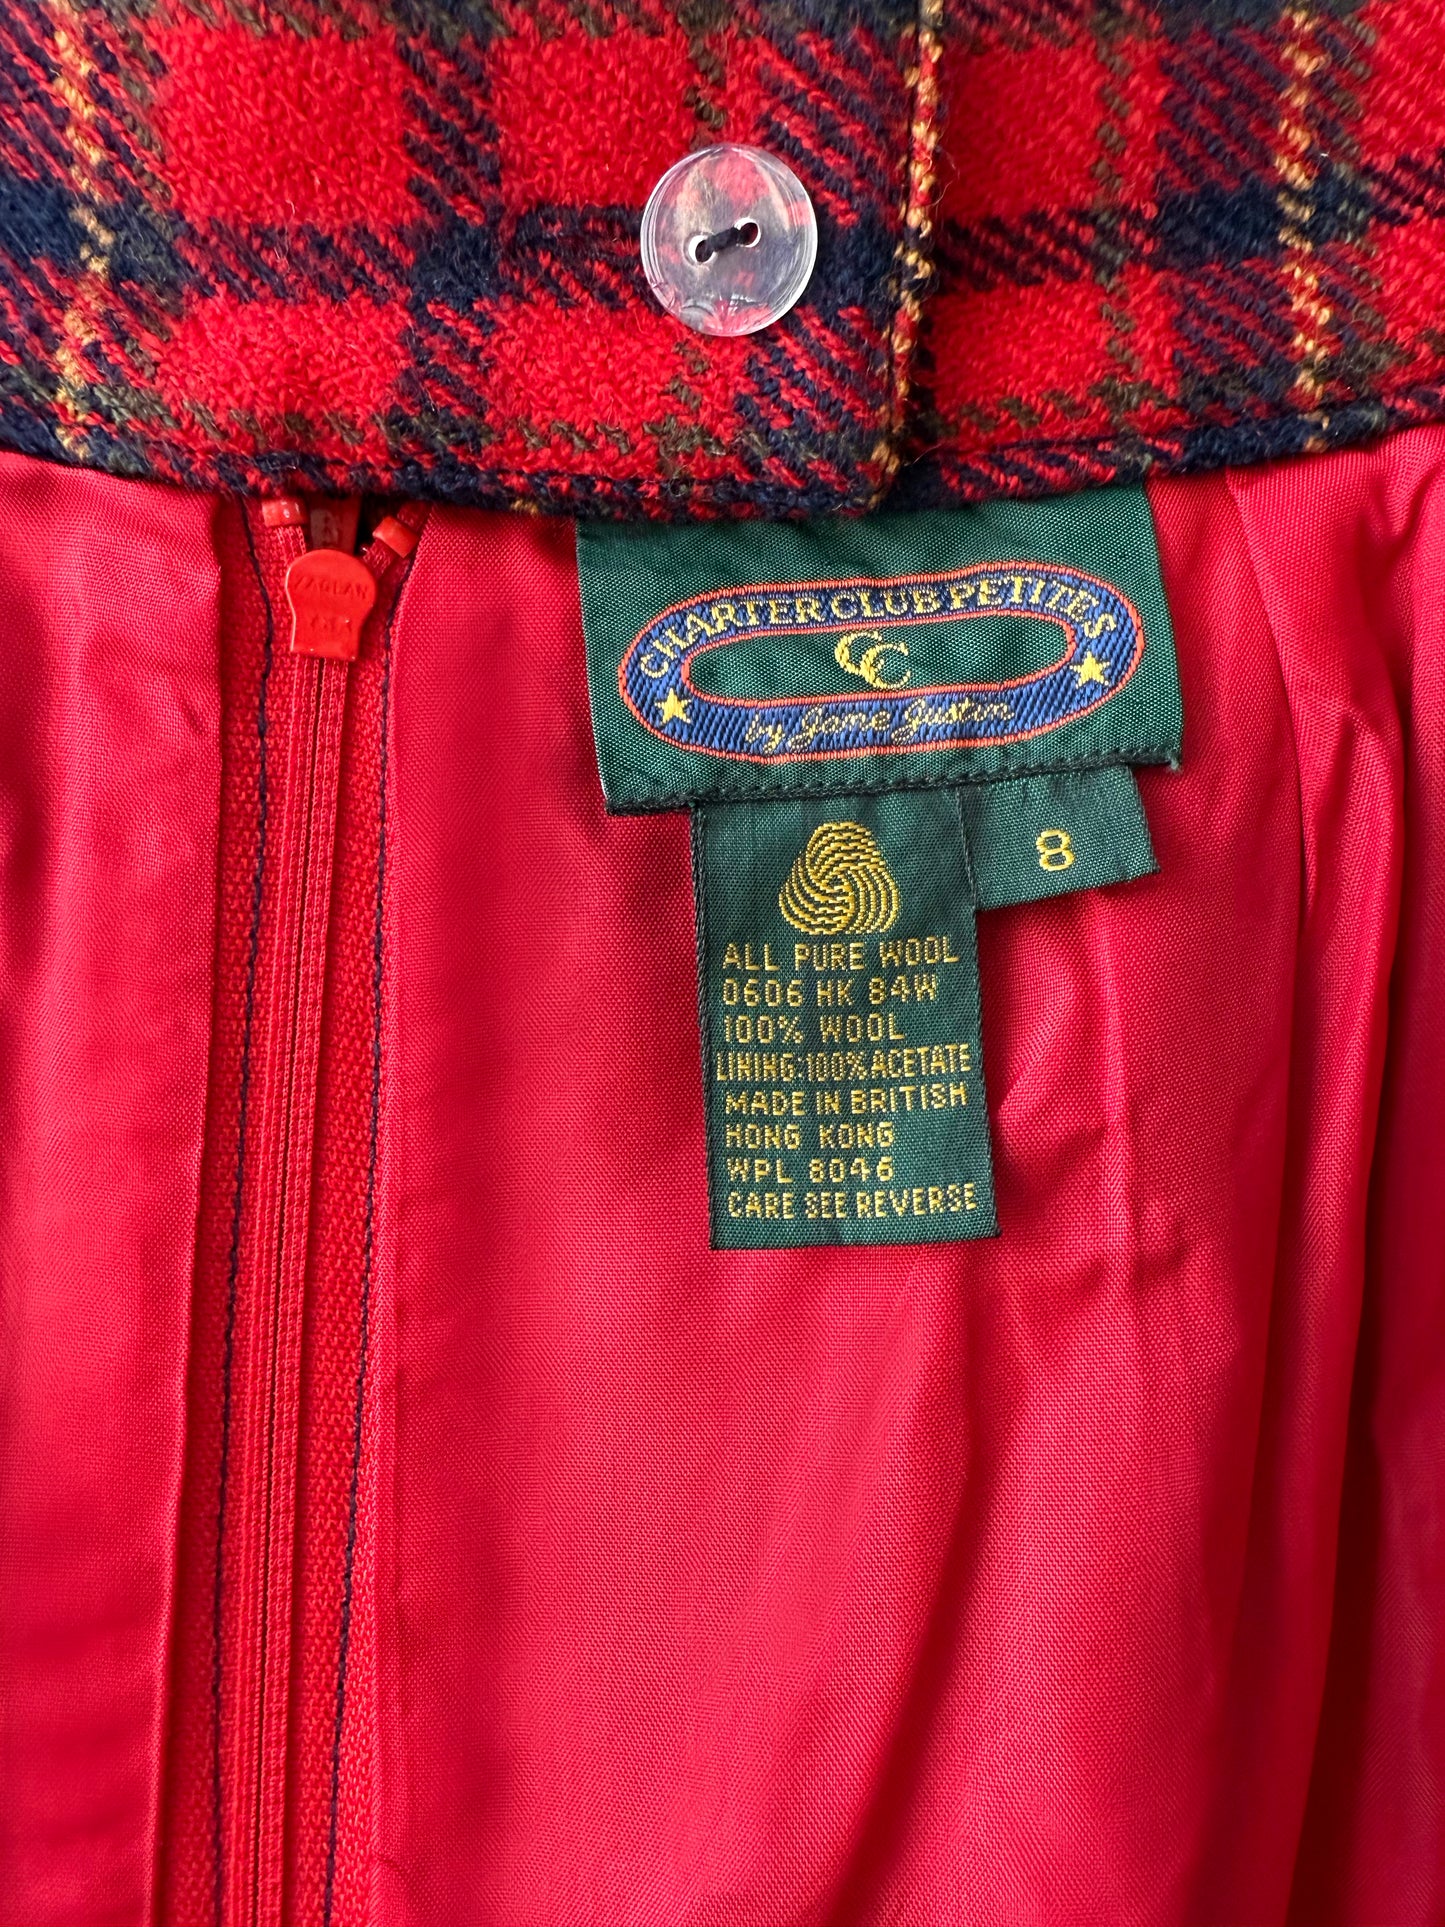 CHARTER CLUB PETITES
CC
by Jane Justin
8
ALL PURE WOOL
0606 HK 84W
100% WOOL
LINING:100% ACETATE
MADE IN BRITISH
HONG KONG
WPL 8046
CARE SEE REVERSE